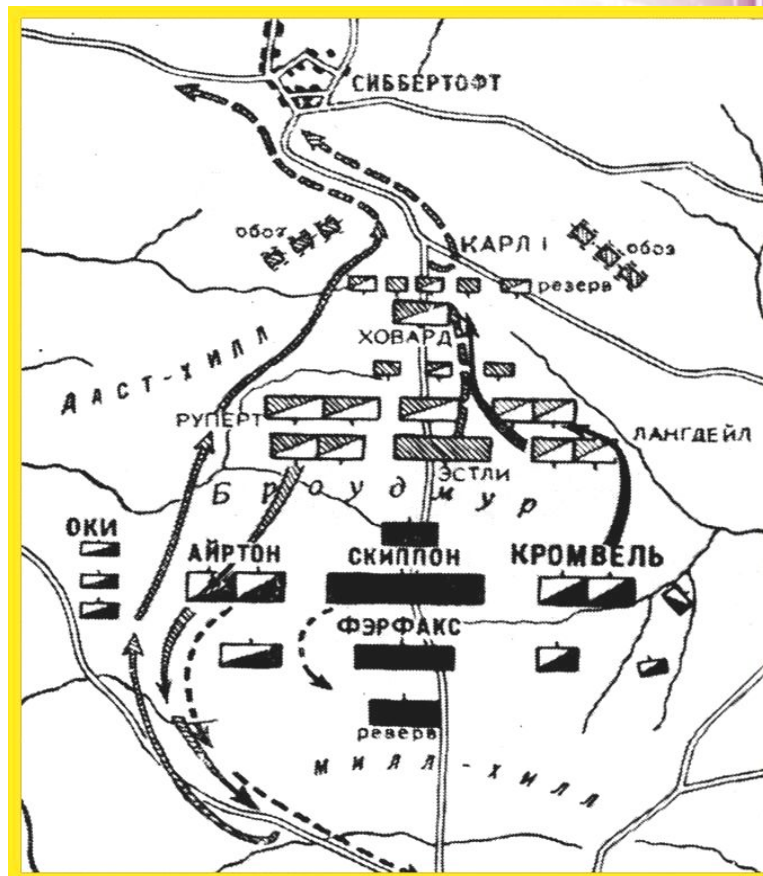 СИББЕРТОФТ
обоз
КАРЛ I
обоз
резерв
ХОВАРД
ДАСТ-ХИЛЛ
РУПЕРТ
ЛАНГДЕЙЛ
ЭСТЛИ
Броудмур
ОКИ
АЙРТОН
СКИППОН
КРОМВЕЛЬ
ФЭРФАКС
резерв
МИЛЛ-ХИЛЛ